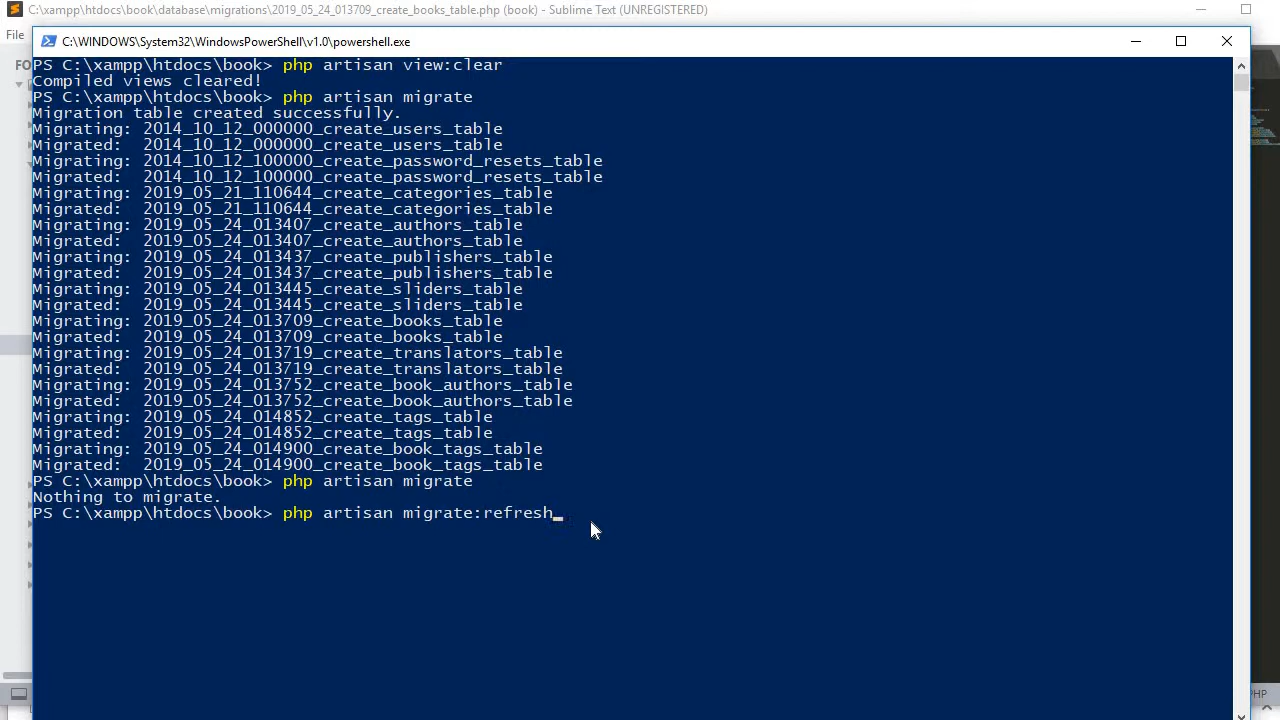 C:\xampp\htdocs\book\database\migrations\2019_05_24_013709_create_books_table.php (book) - Sublime Text (UNREGISTERED)
File
C:\WINDOWS\System32\WindowsPowerShell\v1.0\powershell.exe
FO
PS C:\xampp\htdocs\book> php artisan view:clear
Compiled views cleared!
PS C:\xampp\htdocs\book> php artisan migrate
Migration table created successfully.
Migrating: 2014_10_12_000000_create_users_table
Migrated:  2014_10_12_000000_create_users_table
Migrating: 2014_10_12_100000_create_password_resets_table
Migrated:  2014_10_12_100000_create_password_resets_table
Migrating: 2019_05_21_110644_create_categories_table
Migrated:  2019_05_21_110644_create_categories_table
Migrating: 2019_05_24_013407_create_authors_table
Migrated:  2019_05_24_013407_create_authors_table
Migrating: 2019_05_24_013437_create_publishers_table
Migrated:  2019_05_24_013437_create_publishers_table
Migrating: 2019_05_24_013445_create_sliders_table
Migrated:  2019_05_24_013445_create_sliders_table
Migrating: 2019_05_24_013709_create_books_table
Migrated:  2019_05_24_013709_create_books_table
Migrating: 2019_05_24_013719_create_translators_table
Migrated:  2019_05_24_013719_create_translators_table
Migrating: 2019_05_24_013752_create_book_authors_table
Migrated:  2019_05_24_013752_create_book_authors_table
Migrating: 2019_05_24_014852_create_tags_table
Migrated:  2019_05_24_014852_create_tags_table
Migrating: 2019_05_24_014900_create_book_tags_table
Migrated:  2019_05_24_014900_create_book_tags_table
PS C:\xampp\htdocs\book> php artisan migrate
Nothing to migrate.
PS C:\xampp\htdocs\book> php artisan migrate:refresh_
PHP